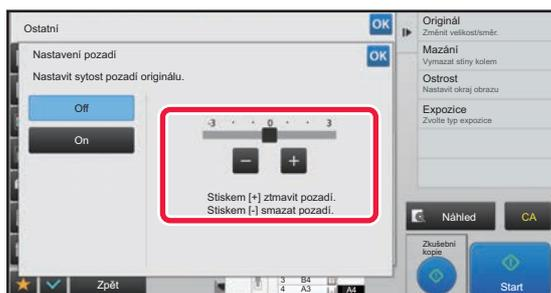 Ostatní
OK
Nastavení pozadí
OK
Nastavit sytost pozadí originálu.
Off
On
-3 0 3
Stiskem [+] ztmavit pozadí.
Stiskem [-] smazat pozadí.
Zpět
3 B4
4 A3
A4
Originál
Změnit velikost/směr.
Mazání
Vymazat stíny kolem
Ostrost
Nastavit okraj obrazu
Expozice
Zvolte typ expozice
Náhled
CA
Zkušební
kopie
Start